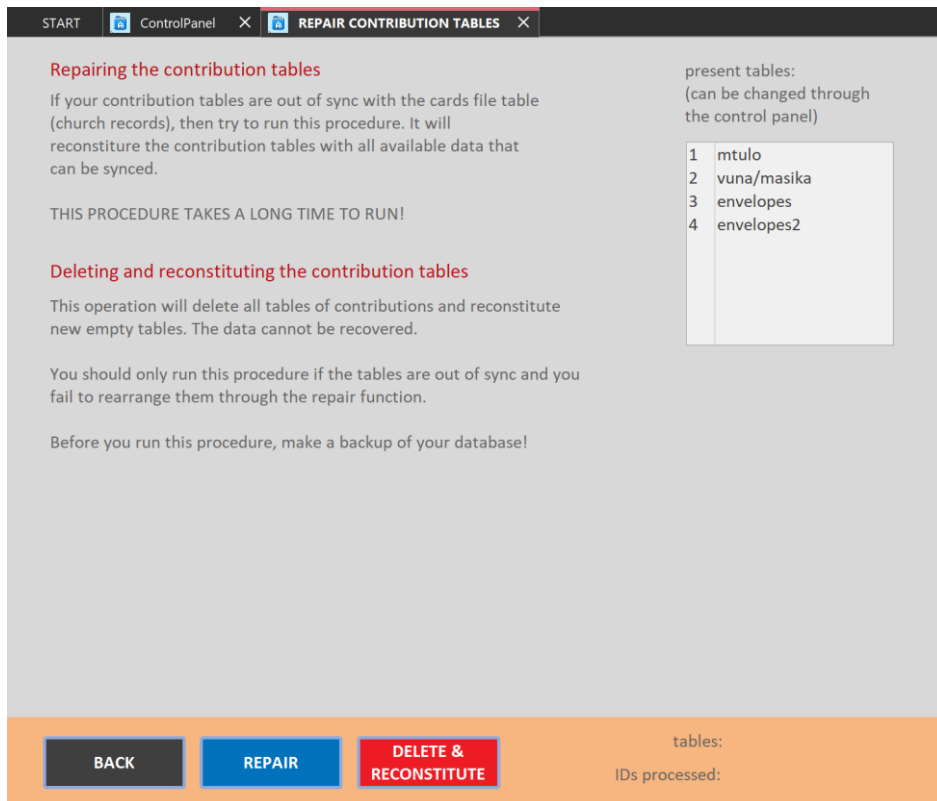 START ControlPanel REPAIR CONTRIBUTION TABLES
Repairing the contribution tables
If your contribution tables are out of sync with the cards file table
(church records), then try to run this procedure. It will
reconstiture the contribution tables with all available data that
can be synced.
THIS PROCEDURE TAKES A LONG TIME TO RUN!
Deleting and reconstituting the contribution tables
This operation will delete all tables of contributions and reconstitute
new empty tables. The data cannot be recovered.
You should only run this procedure if the tables are out of sync and you
fail to rearrange them through the repair function.
Before you run this procedure, make a backup of your database!
present tables:
(can be changed through
the control panel)
1 mtulo
2 vuna/masika
3 envelopes
4 envelopes2
BACK
REPAIR
DELETE &
RECONSTITUTE
tables:
IDs processed: